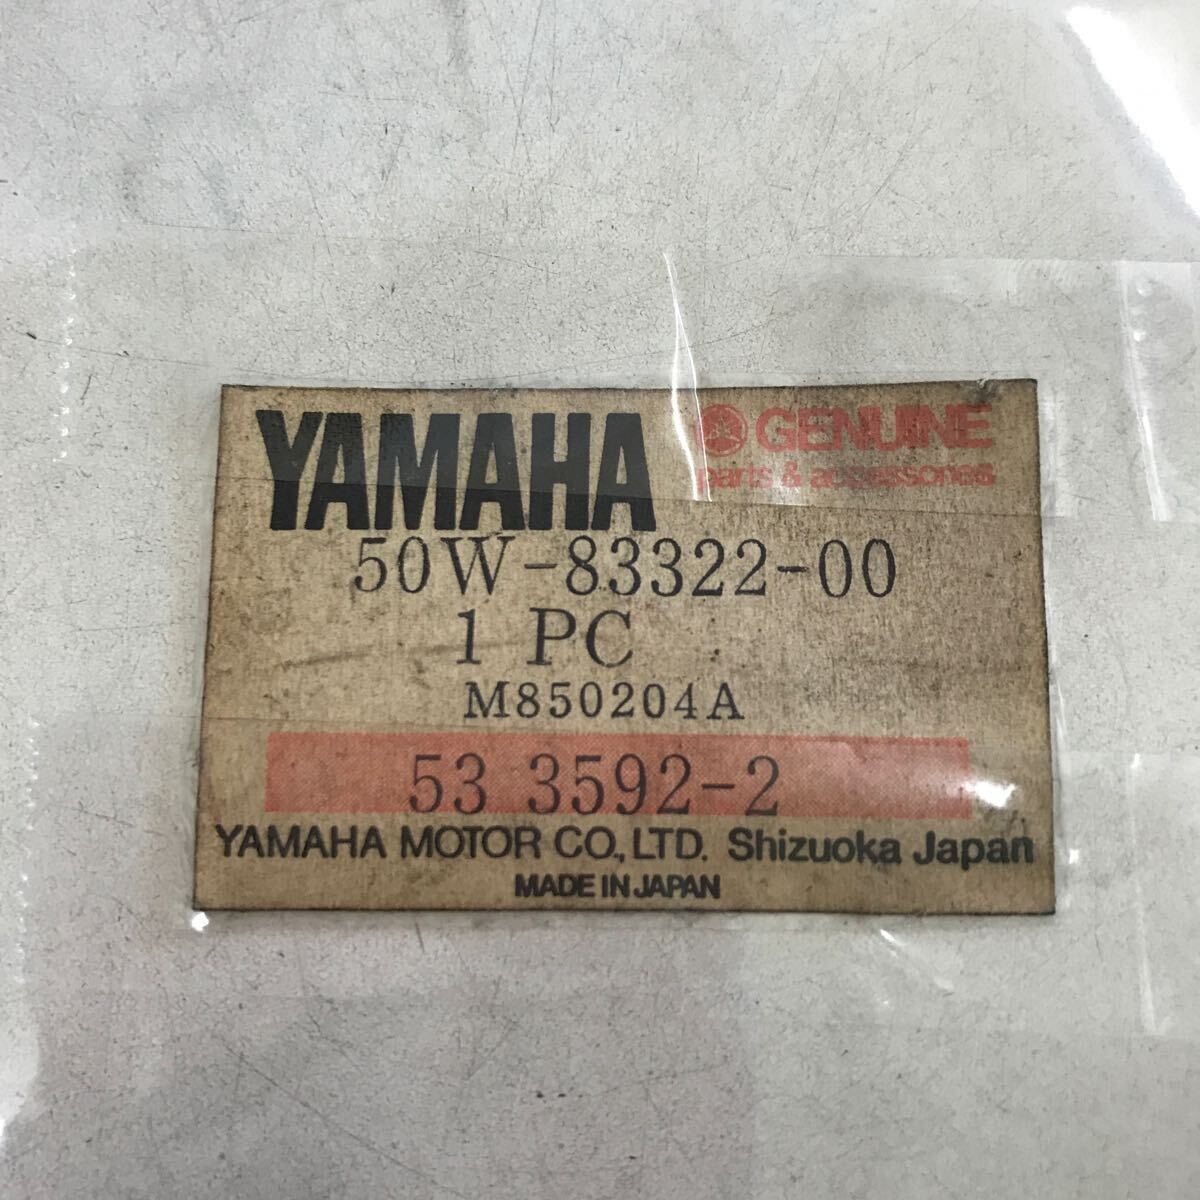 YAMAHA GENUINE
parts & accessories
50W-83322-00
1 PC
M850204A
53 3592-2
YAMAHA MOTOR CO., LTD. Shizuoka Japan
MADE IN JAPAN